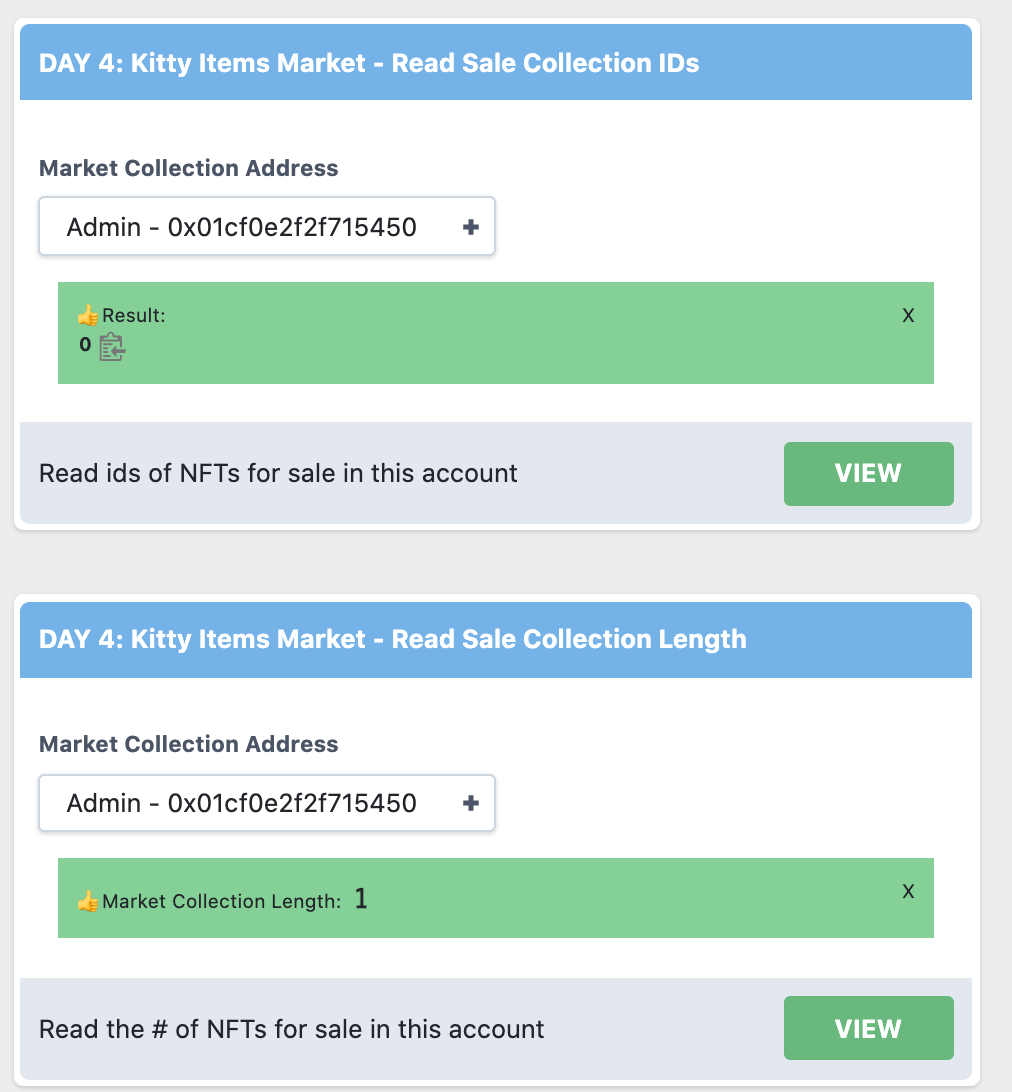 DAY 4: Kitty Items Market - Read Sale Collection IDs
Market Collection Address
Admin - 0x01cf0e2f2f715450 +
👍Result: X
0
Read ids of NFTs for sale in this account VIEW
DAY 4: Kitty Items Market - Read Sale Collection Length
Market Collection Address
Admin - 0x01cf0e2f2f715450 +
👍Market Collection Length: 1 X
Read the # of NFTs for sale in this account VIEW